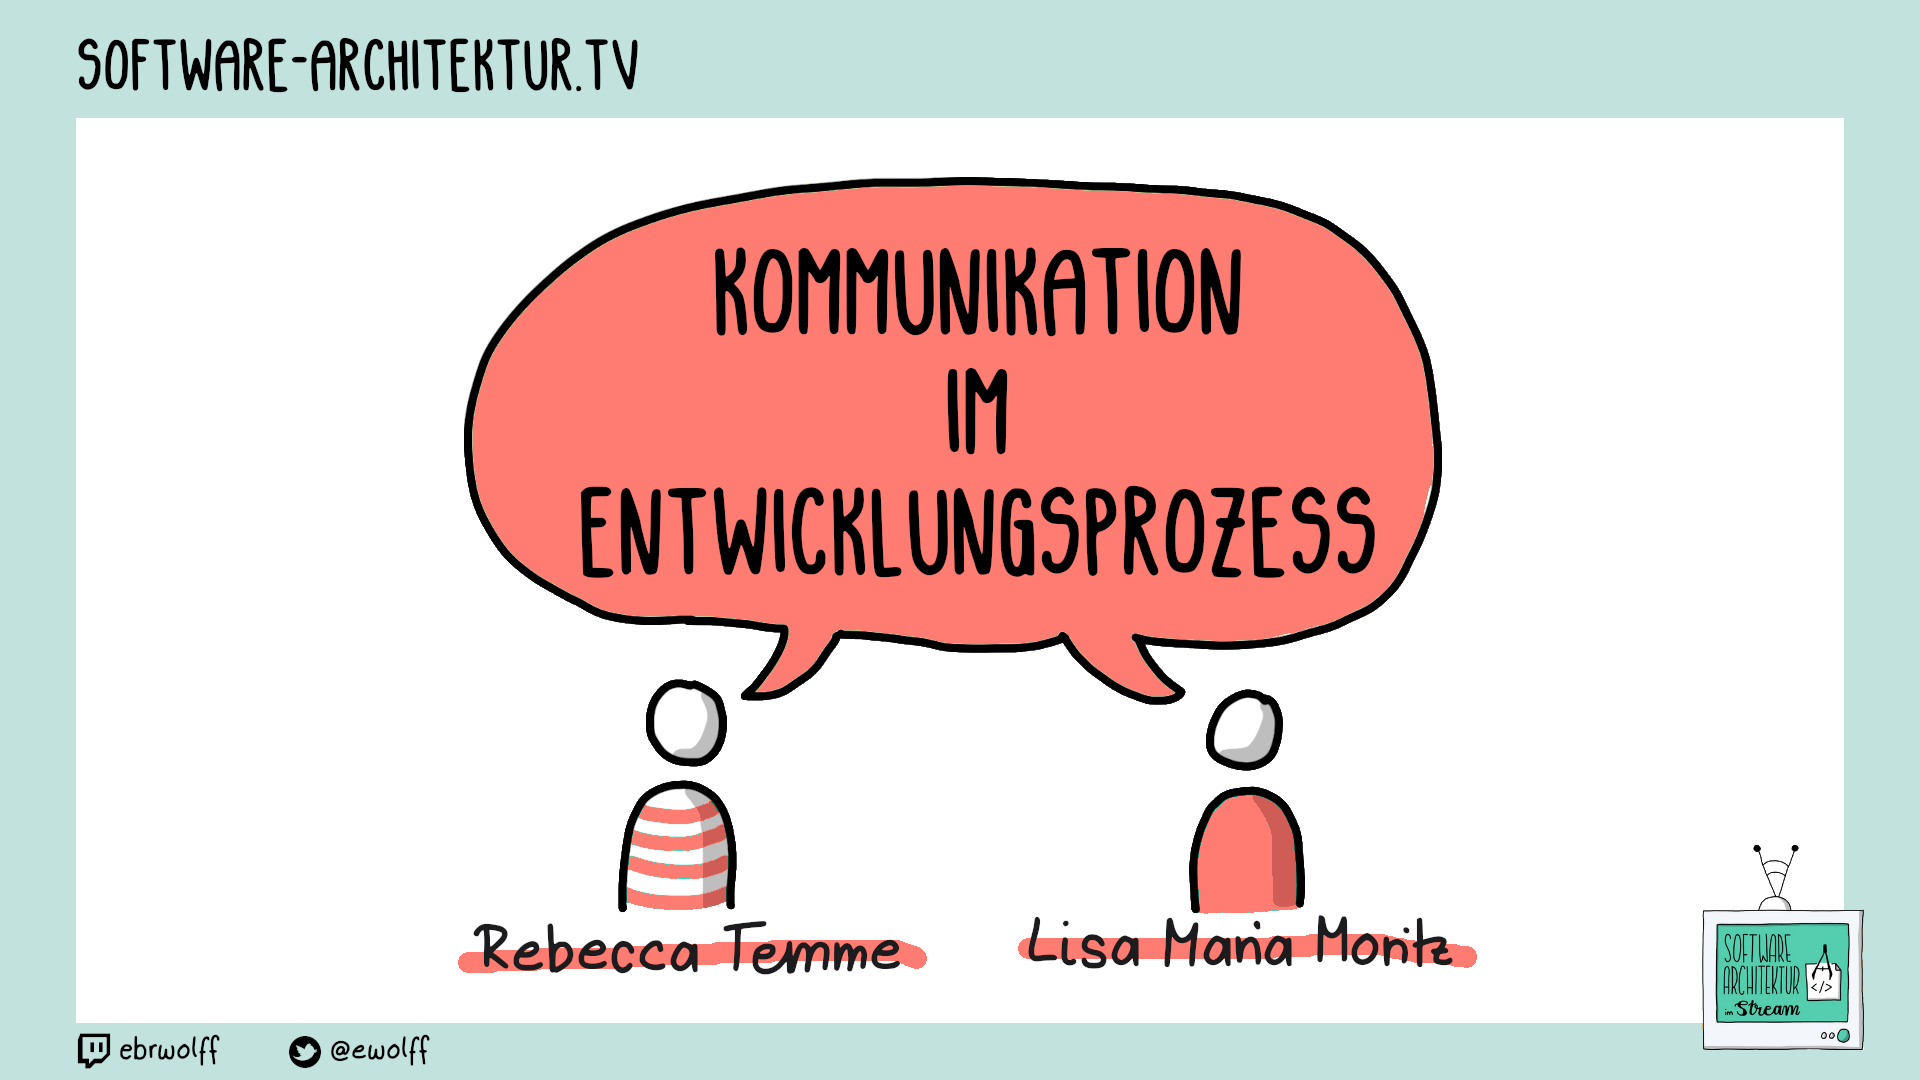 SOFTWARE-ARCHITEKTUR.TV
KOMMUNIKATION
IM
ENTWICKLUNGSPROZESS
Rebecca Temme
Lisa Maria Moritz
SOFTWARE
ARCHITEKTUR
</>
im Stream
ebrwolff
@ewolff